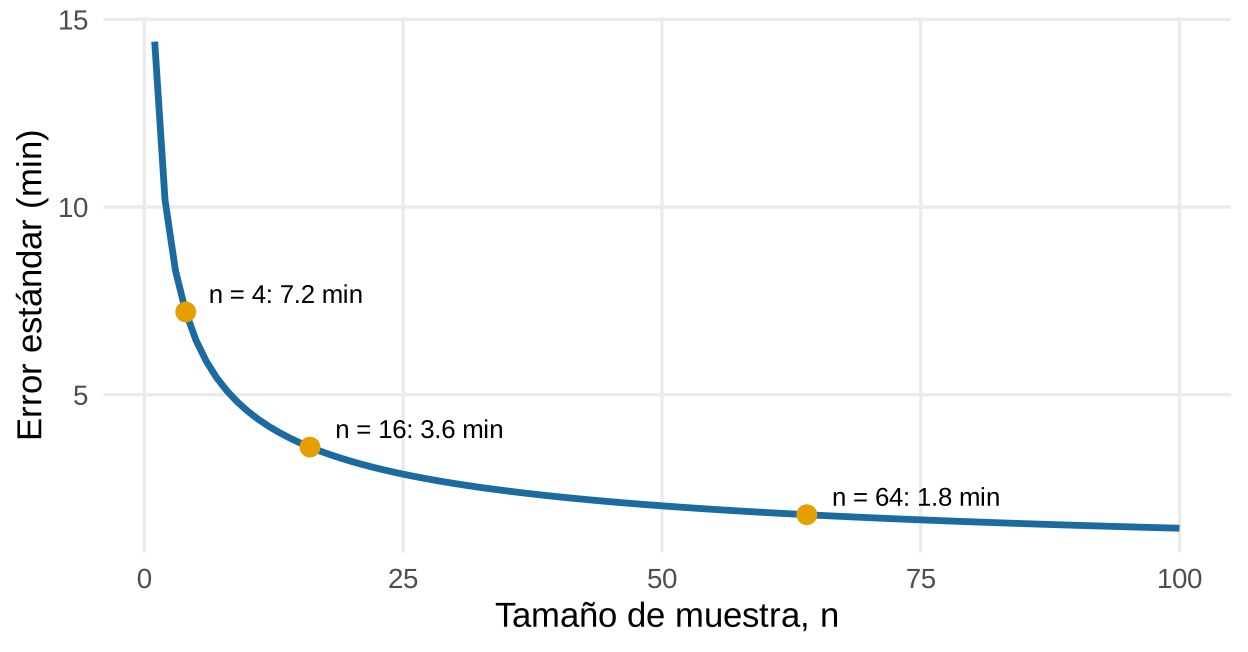 Error estándar (min)
15
10
5
n = 4: 7.2 min
n = 16: 3.6 min
n = 64: 1.8 min
0
25
50
75
100
Tamaño de muestra, n